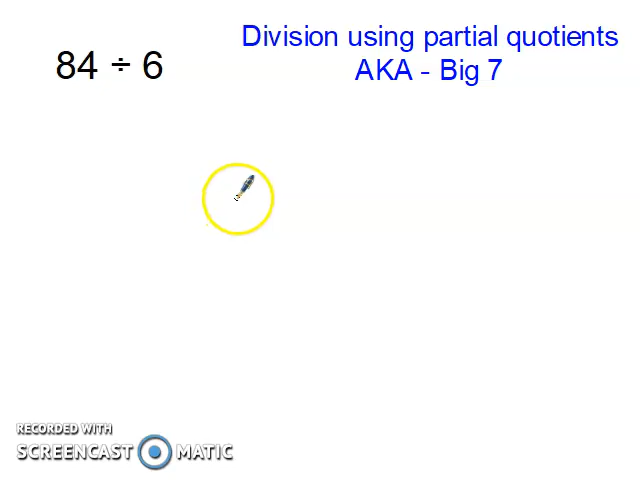 Division using partial quotients
AKA - Big 7
84 ÷ 6
RECORDED WITH
SCREENCAST MATIC